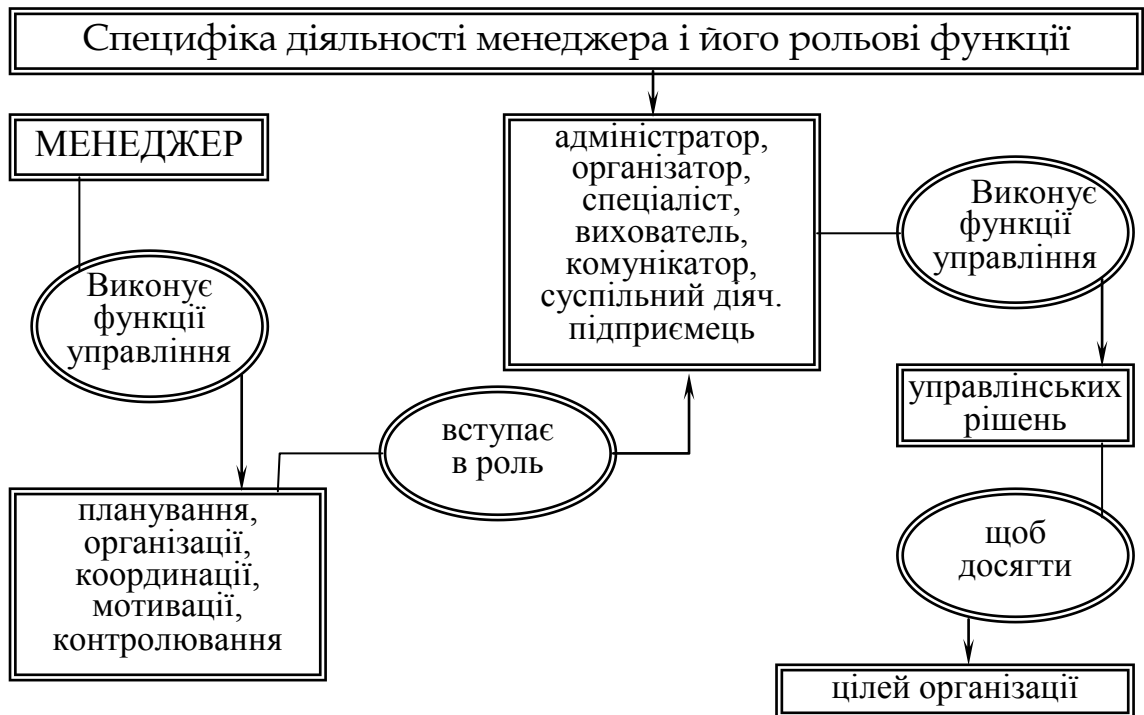 Специфіка діяльності менеджера і його рольові функції
МЕНЕДЖЕР
Виконує
функції
управління
планування,
організації,
координації,
мотивації,
контролювання
вступає
в роль
адміністратор,
організатор,
спеціаліст,
вихователь,
комунікатор,
суспільний діяч.
підприємець
Виконує
функції
управління
управлінських
рішень
щоб
досягти
цілей організації